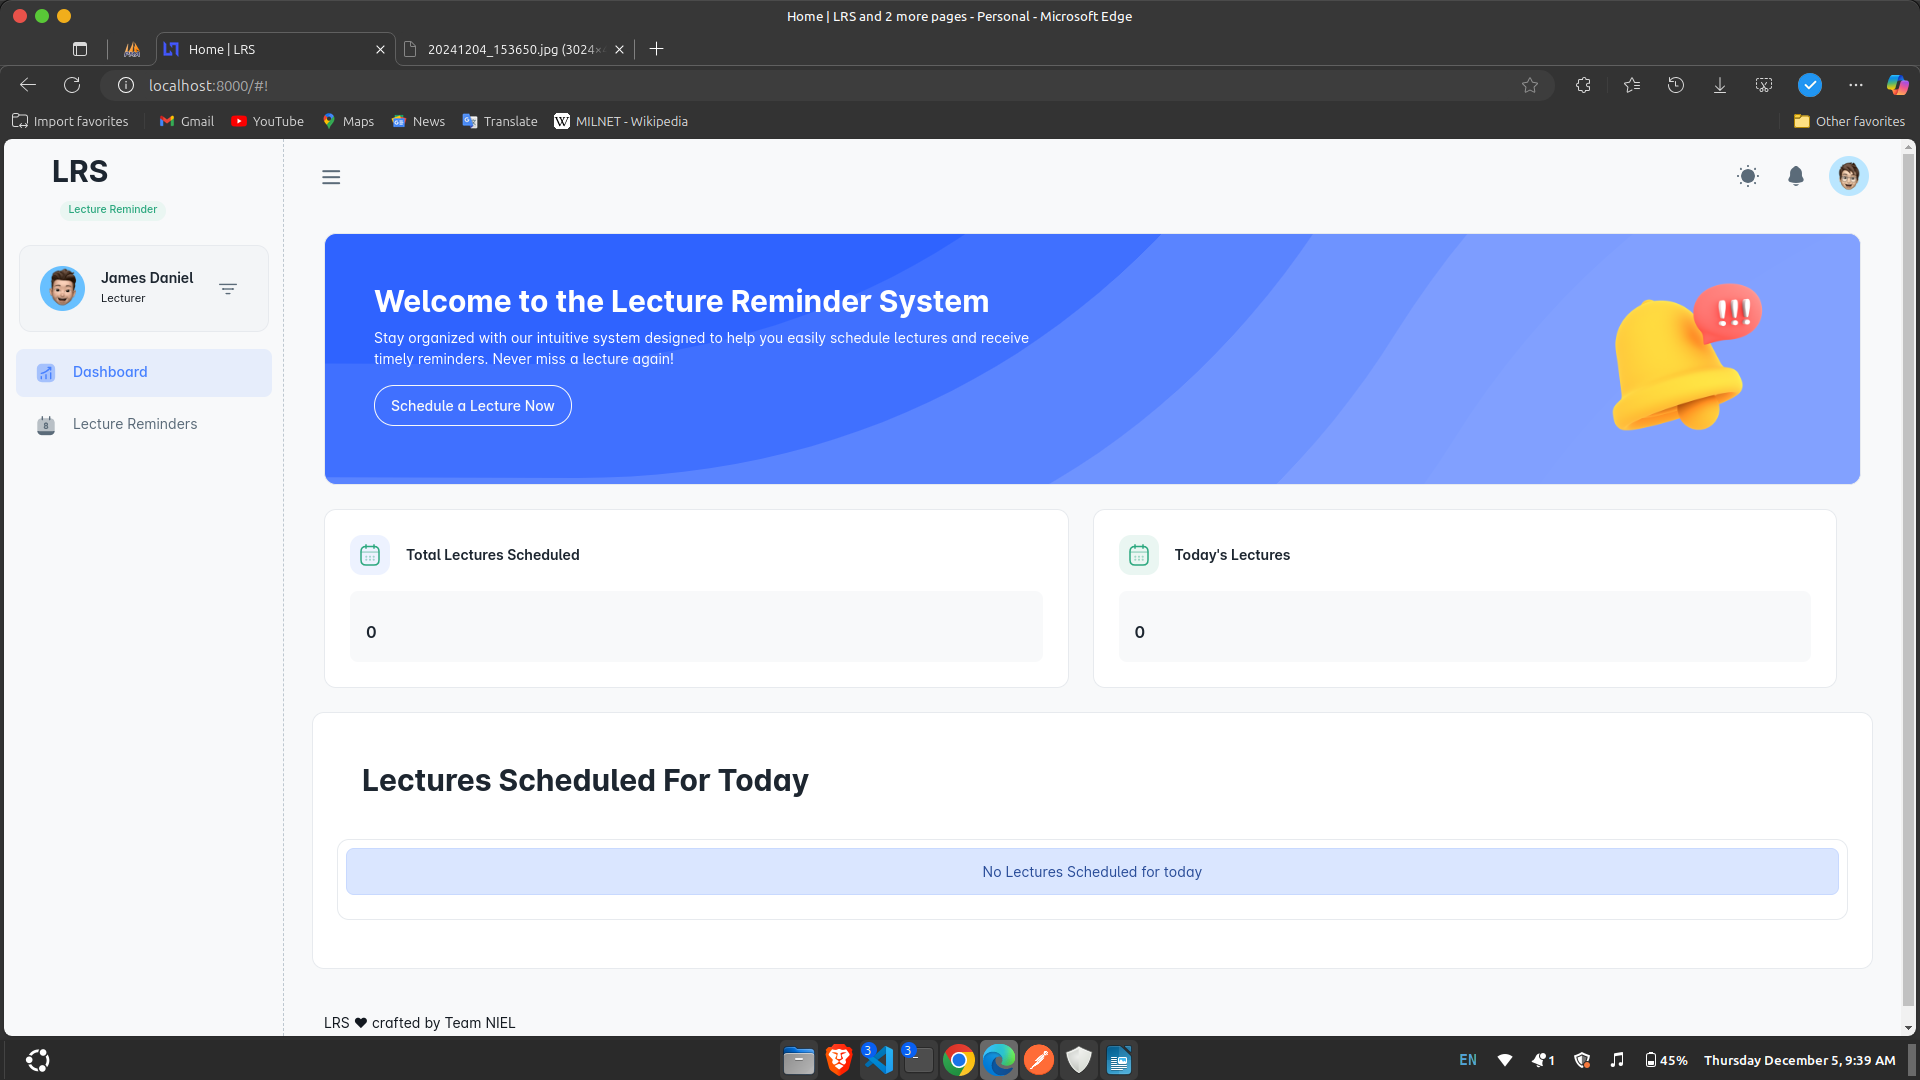 Home | LRS and 2 more pages - Personal - Microsoft Edge
Home | LRS
20241204_153650.jpg (3024×
localhost:8000/#!
Import favorites
Gmail
YouTube
Maps
News
Translate
MILNET - Wikipedia
Other favorites
LRS
Lecture Reminder
James Daniel
Lecturer
Dashboard
8
Lecture Reminders
Welcome to the Lecture Reminder System
Stay organized with our intuitive system designed to help you easily schedule lectures and receive
timely reminders. Never miss a lecture again!
Schedule a Lecture Now
!!!
Total Lectures Scheduled
0
Today's Lectures
0
Lectures Scheduled For Today
No Lectures Scheduled for today
LRS ♥ crafted by Team NIEL
3
3
EN
1
45%
Thursday December 5, 9:39 AM